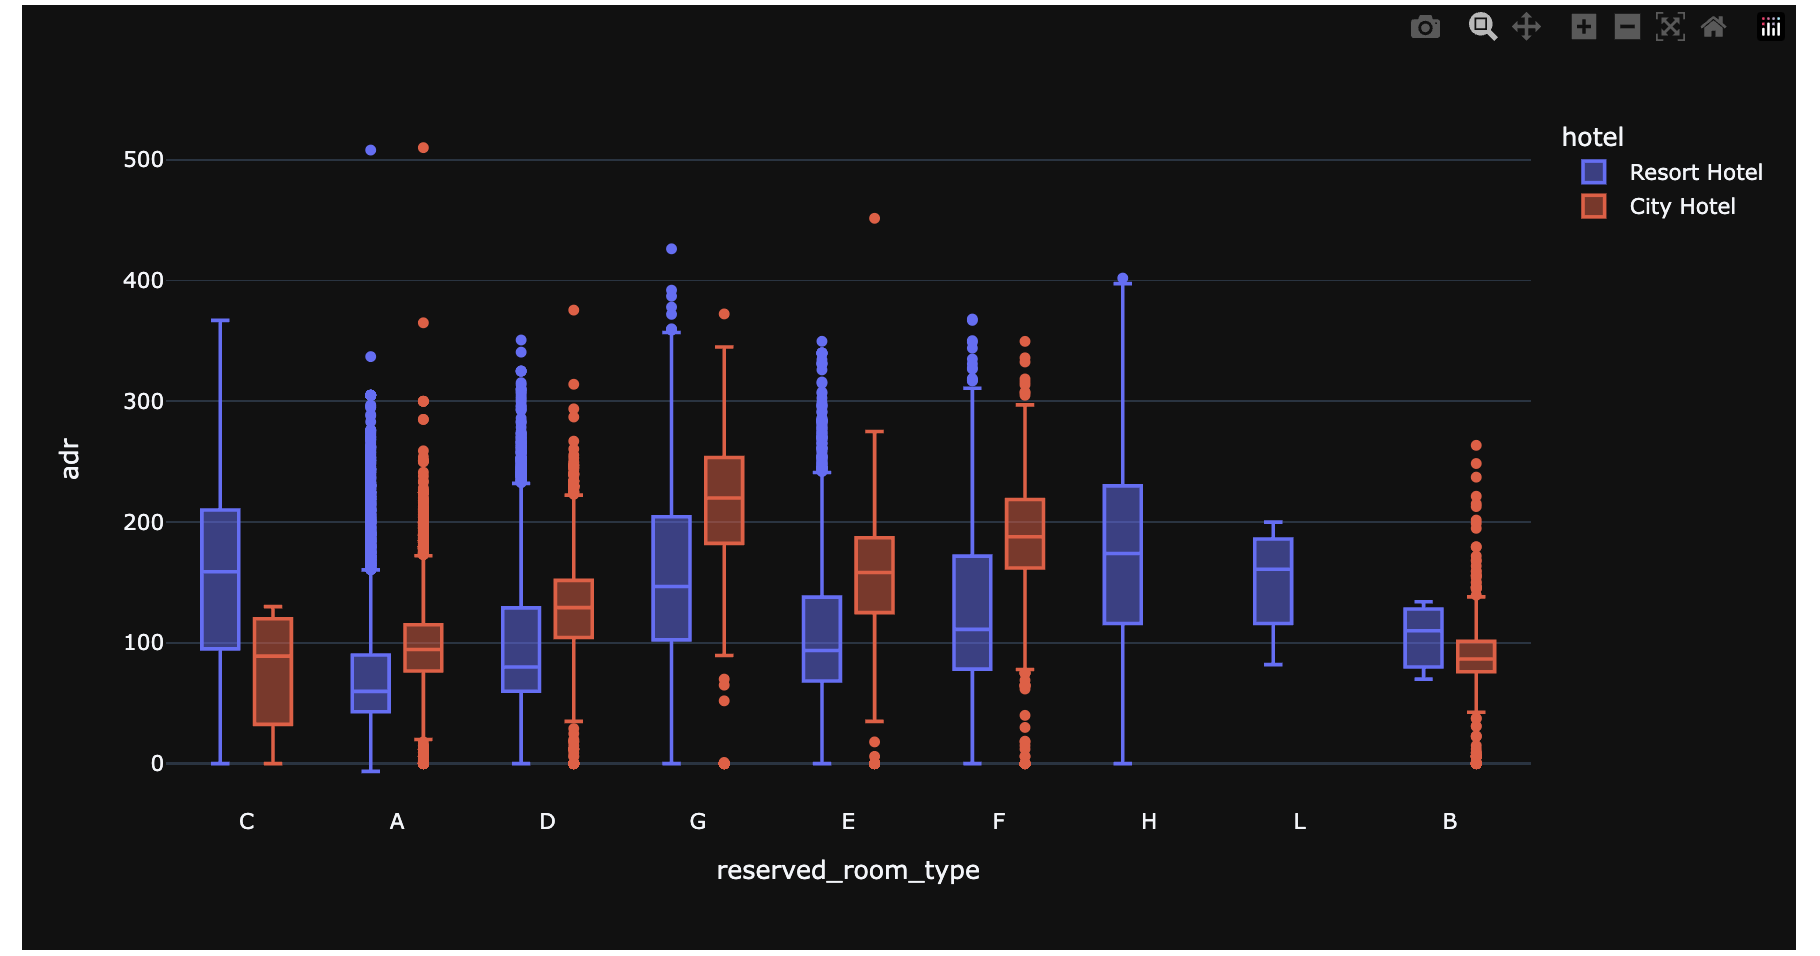 hotel
Resort Hotel
City Hotel
500
400
300
200
100
0
adr
C A D G E F H L B
reserved_room_type